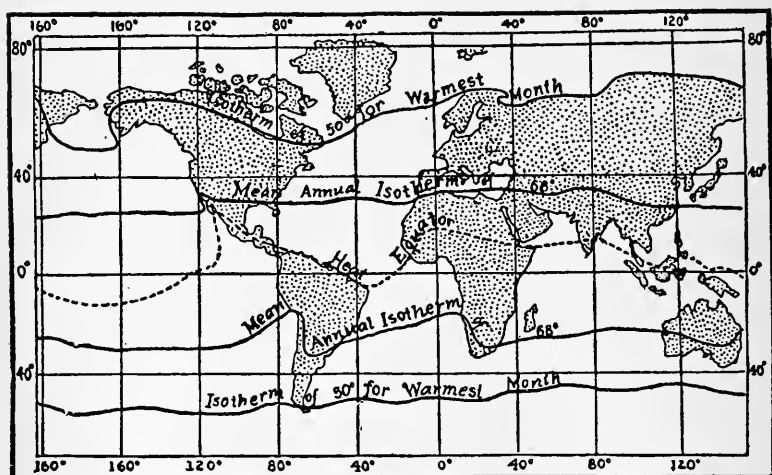 160° 160° 120° 80° 40° 0° 40° 80° 120°
80°
Isotherm of 50° for Warmest Month
40° 40°
Mean Annual Isotherm of 68°
Heat Equator
0° 0°
Mean Annual Isotherm 68°
40° 40°
Isotherm of 50° for Warmest Month
160° 160° 120° 80° 40° 0° 40° 80° 120°